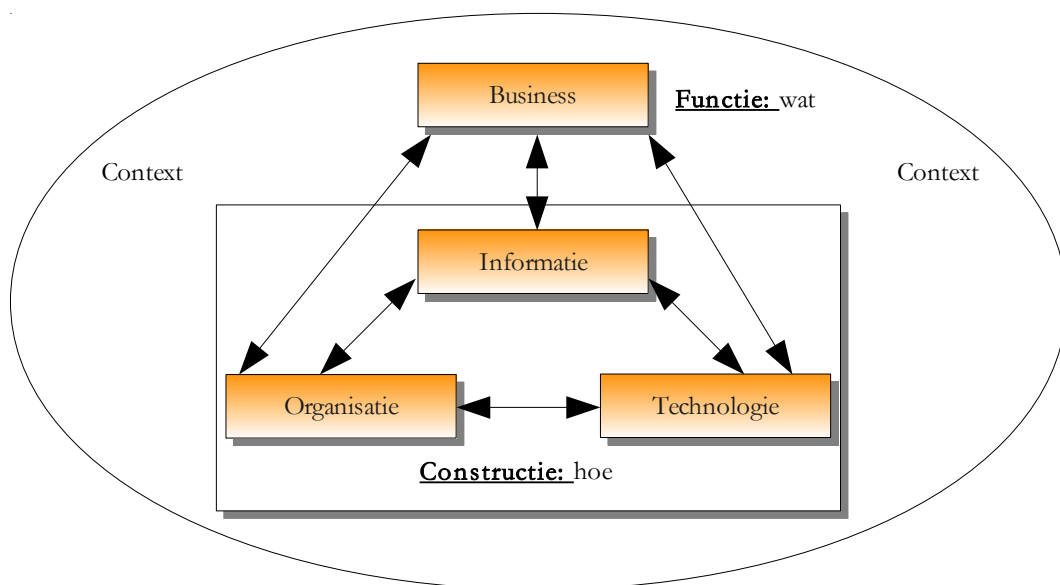 Business
Functie: wat
Context
Context
Informatie
Organisatie
Technologie
Constructie: hoe